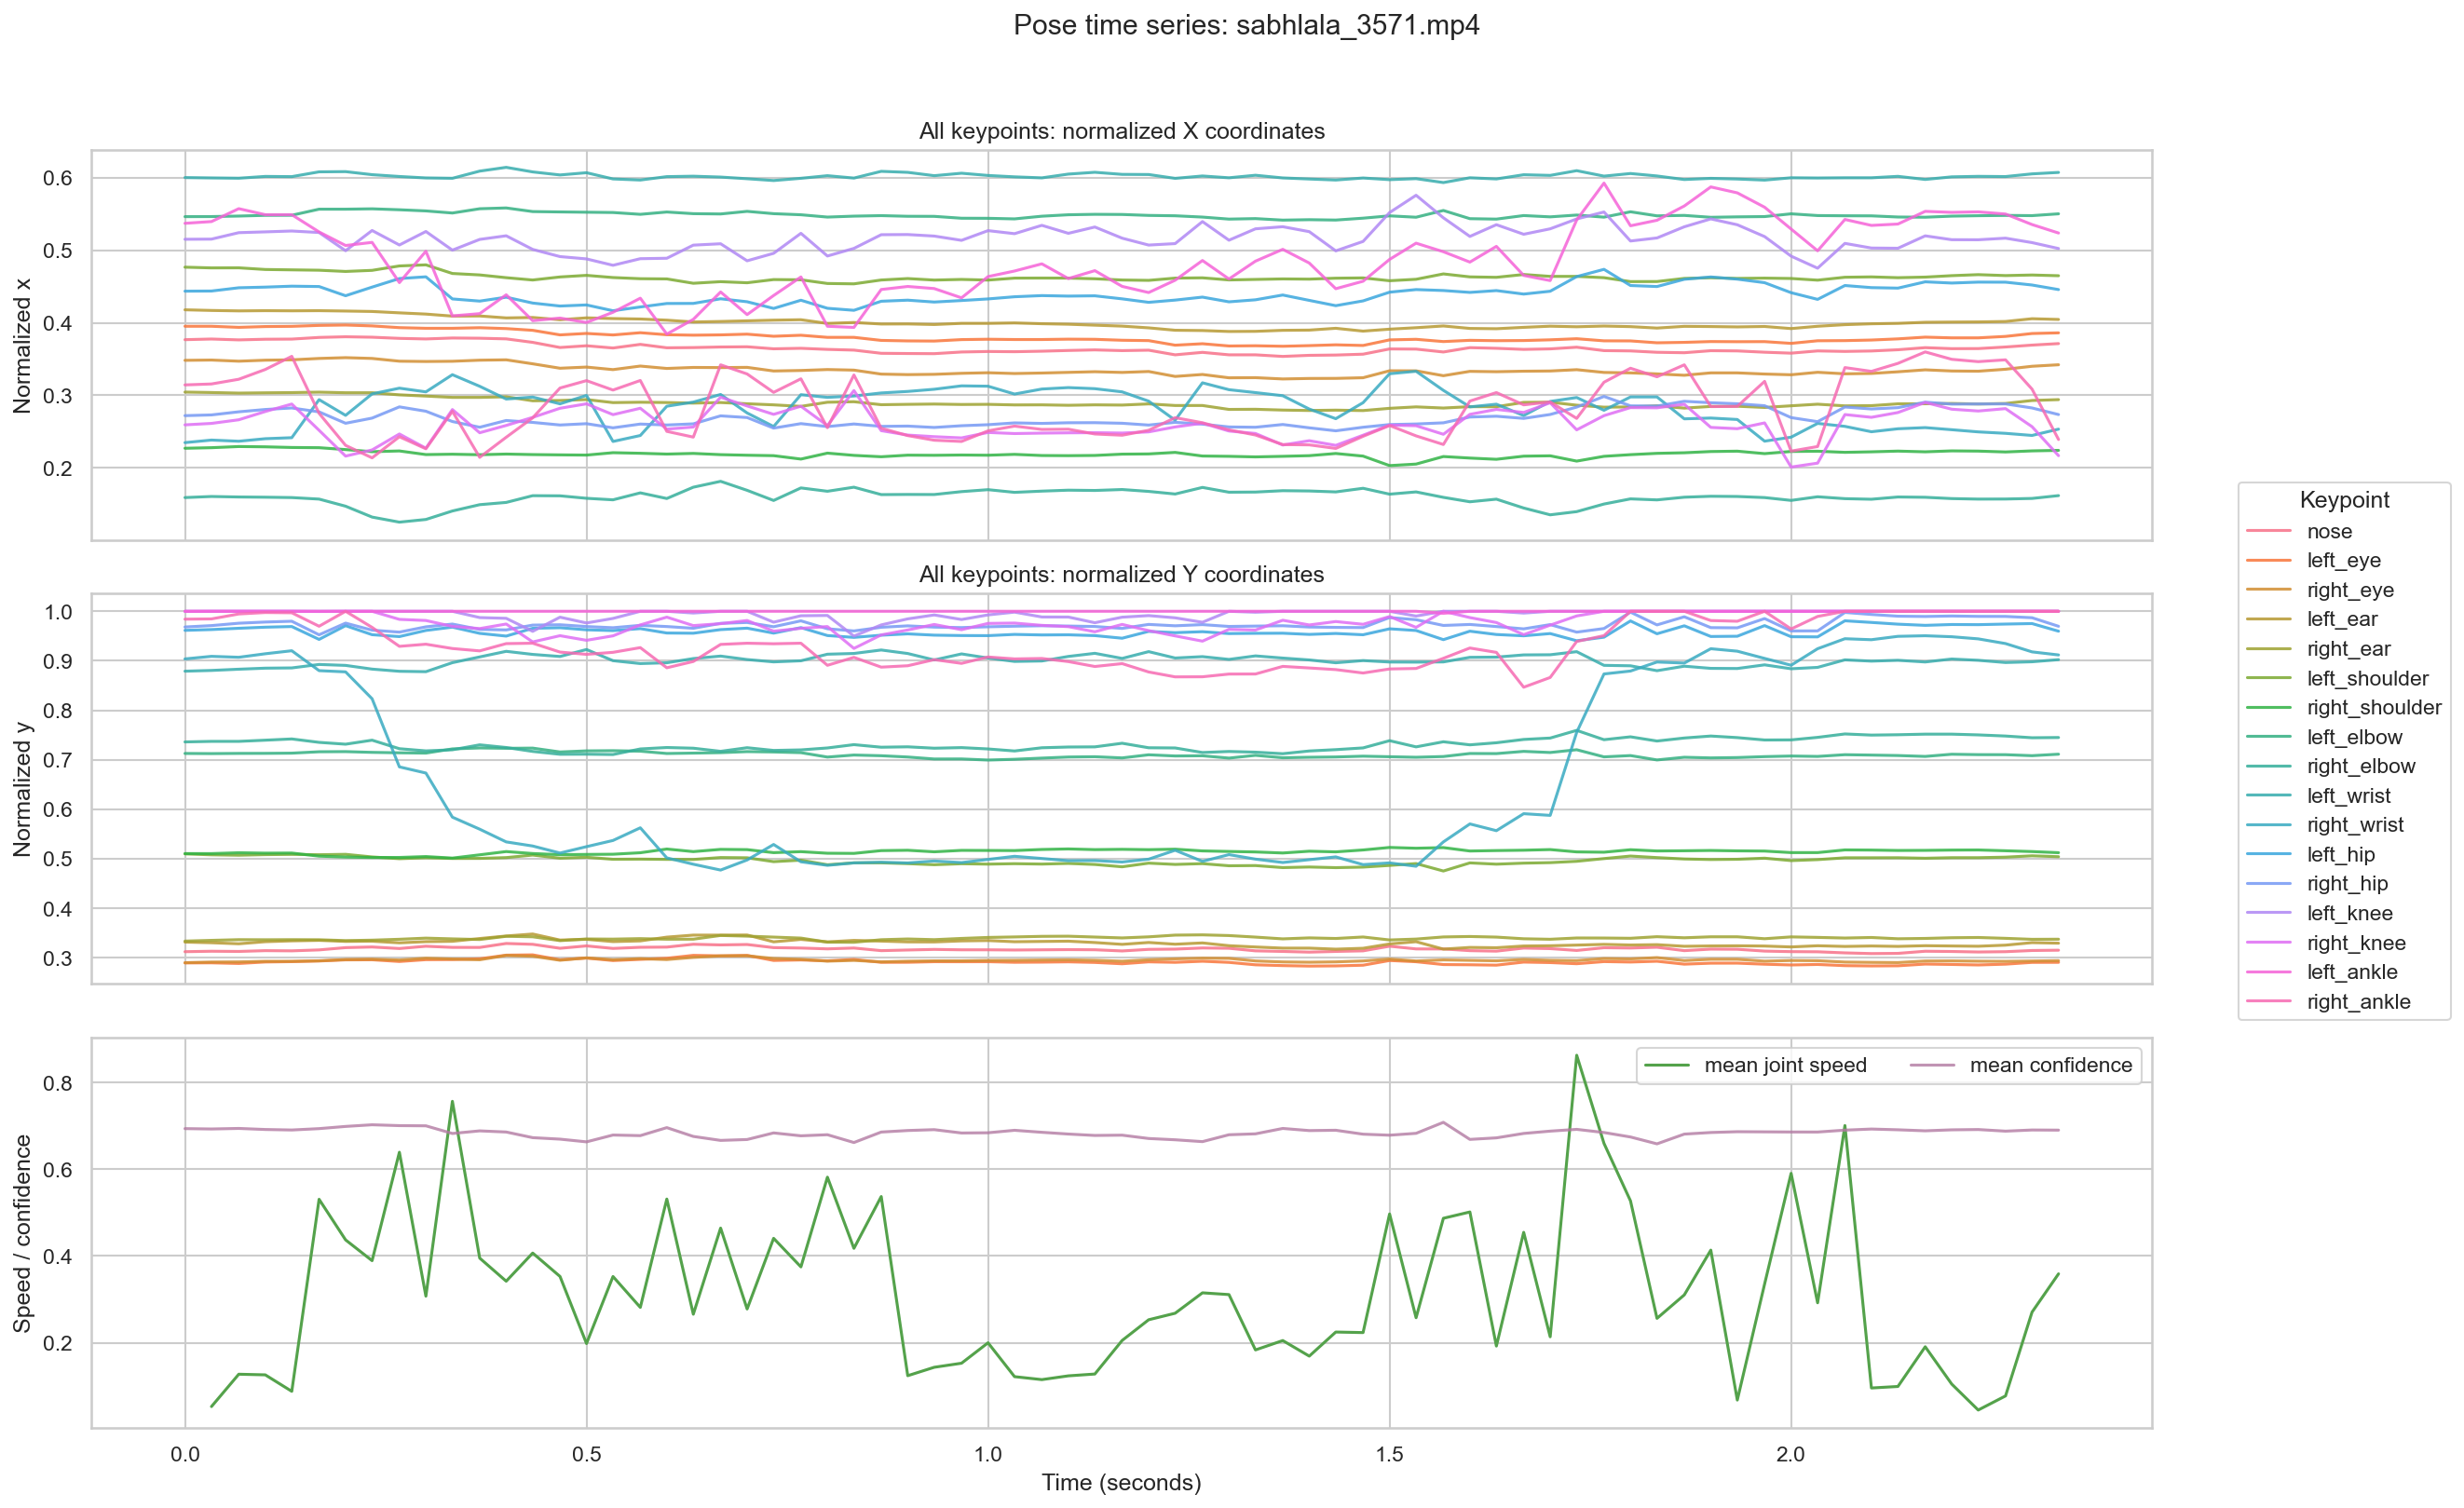 Pose time series: sabhlala_3571.mp4
All keypoints: normalized X coordinates
Normalized x
0.6
0.5
0.4
0.3
0.2
All keypoints: normalized Y coordinates
Normalized y
1.0
0.9
0.8
0.7
0.6
0.5
0.4
0.3
Keypoint
nose
left_eye
right_eye
left_ear
right_ear
left_shoulder
right_shoulder
left_elbow
right_elbow
left_wrist
right_wrist
left_hip
right_hip
left_knee
right_knee
left_ankle
right_ankle
Speed / confidence
0.8
0.6
0.4
0.2
mean joint speed mean confidence
0.0 0.5 1.0 1.5 2.0
Time (seconds)